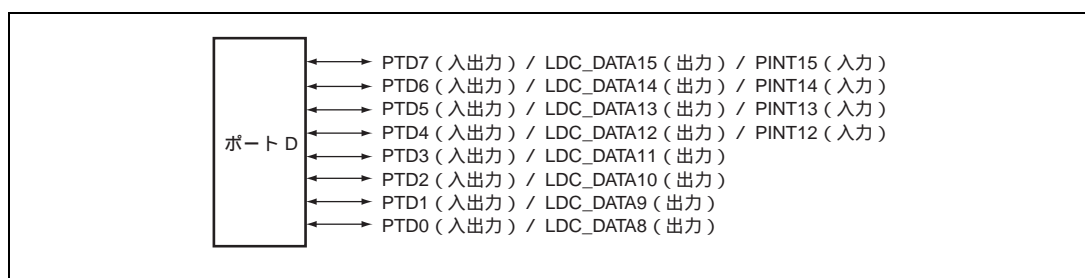 ポート D
PTD7 ( 入出力 ) / LDC_DATA15 ( 出力 ) / PINT15 ( 入力 )
PTD6 ( 入出力 ) / LDC_DATA14 ( 出力 ) / PINT14 ( 入力 )
PTD5 ( 入出力 ) / LDC_DATA13 ( 出力 ) / PINT13 ( 入力 )
PTD4 ( 入出力 ) / LDC_DATA12 ( 出力 ) / PINT12 ( 入力 )
PTD3 ( 入出力 ) / LDC_DATA11 ( 出力 )
PTD2 ( 入出力 ) / LDC_DATA10 ( 出力 )
PTD1 ( 入出力 ) / LDC_DATA9 ( 出力 )
PTD0 ( 入出力 ) / LDC_DATA8 ( 出力 )